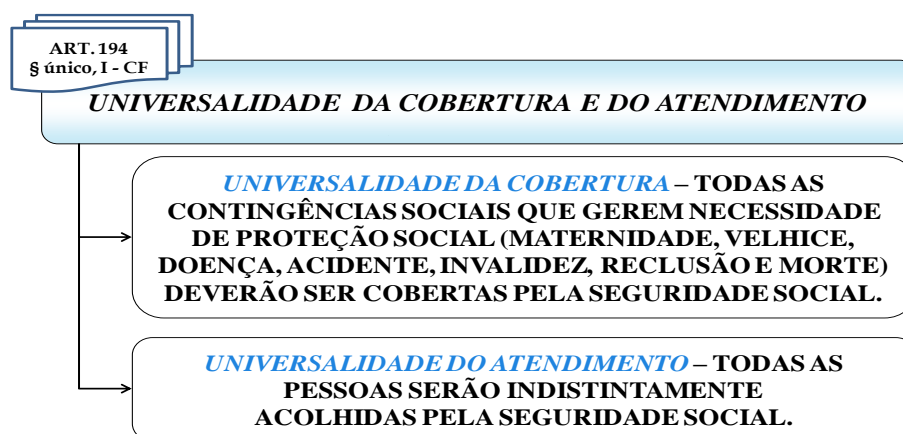 ART. 194
§ único, I - CF
UNIVERSALIDADE DA COBERTURA E DO ATENDIMENTO
UNIVERSALIDADE DA COBERTURA – TODAS AS
CONTINGÊNCIAS SOCIAIS QUE GEREM NECESSIDADE
DE PROTEÇÃO SOCIAL (MATERNIDADE, VELHICE,
DOENÇA, ACIDENTE, INVALIDEZ, RECLUSÃO E MORTE)
DEVERÃO SER COBERTAS PELA SEGURIDADE SOCIAL.
UNIVERSALIDADE DO ATENDIMENTO – TODAS AS
PESSOAS SERÃO INDISTINTAMENTE
ACOLHIDAS PELA SEGURIDADE SOCIAL.